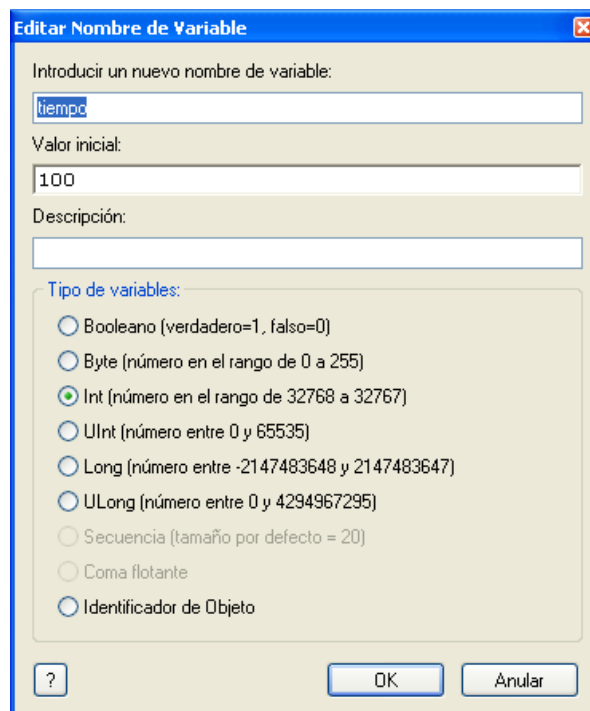 Editar Nombre de Variable
Introducir un nuevo nombre de variable:
tiempo
Valor inicial:
100
Descripción:
Tipo de variables:
Booleano (verdadero=1, falso=0)
Byte (número en el rango de 0 a 255)
Int (número en el rango de 32768 a 32767)
UInt (número entre 0 y 65535)
Long (número entre -2147483648 y 2147483647)
ULong (número entre 0 y 4294967295)
Secuencia (tamaño por defecto = 20)
Coma flotante
Identificador de Objeto
? OK Anular